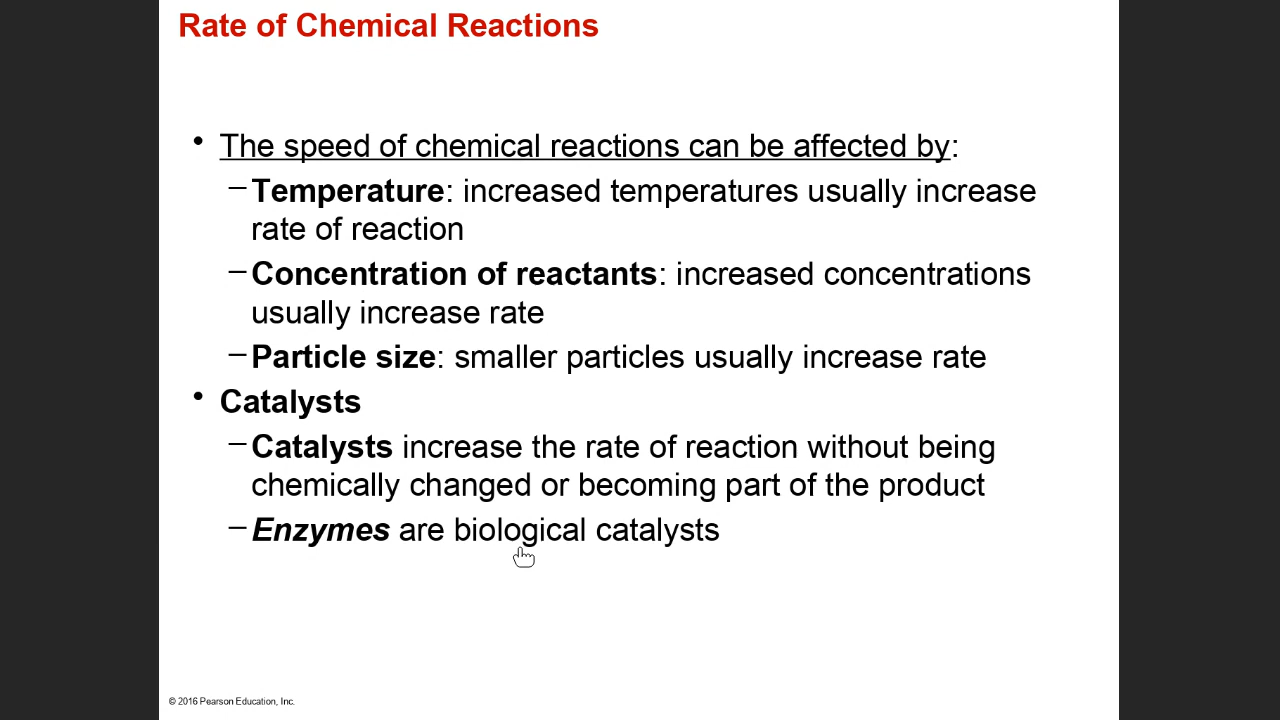 Rate of Chemical Reactions
• The speed of chemical reactions can be affected by:
–Temperature: increased temperatures usually increase
rate of reaction
–Concentration of reactants: increased concentrations
usually increase rate
–Particle size: smaller particles usually increase rate
• Catalysts
–Catalysts increase the rate of reaction without being
chemically changed or becoming part of the product
–Enzymes are biological catalysts
© 2016 Pearson Education, Inc.